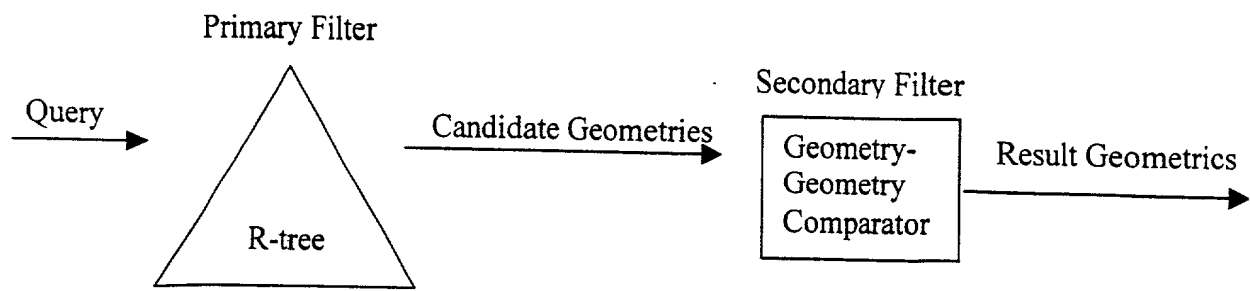 Primary Filter
Query
R-tree
Candidate Geometries
Secondary Filter
Geometry-
Geometry
Comparator
Result Geometrics